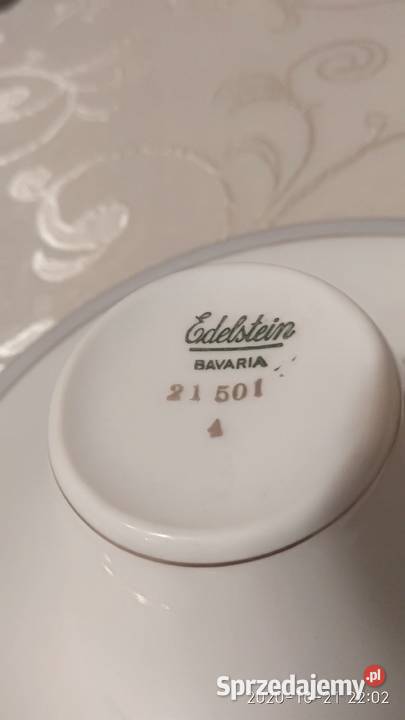 Edelstein
BAVARIA
21 501
4
Sprzedajemy.pl
2020-10-21 22:02